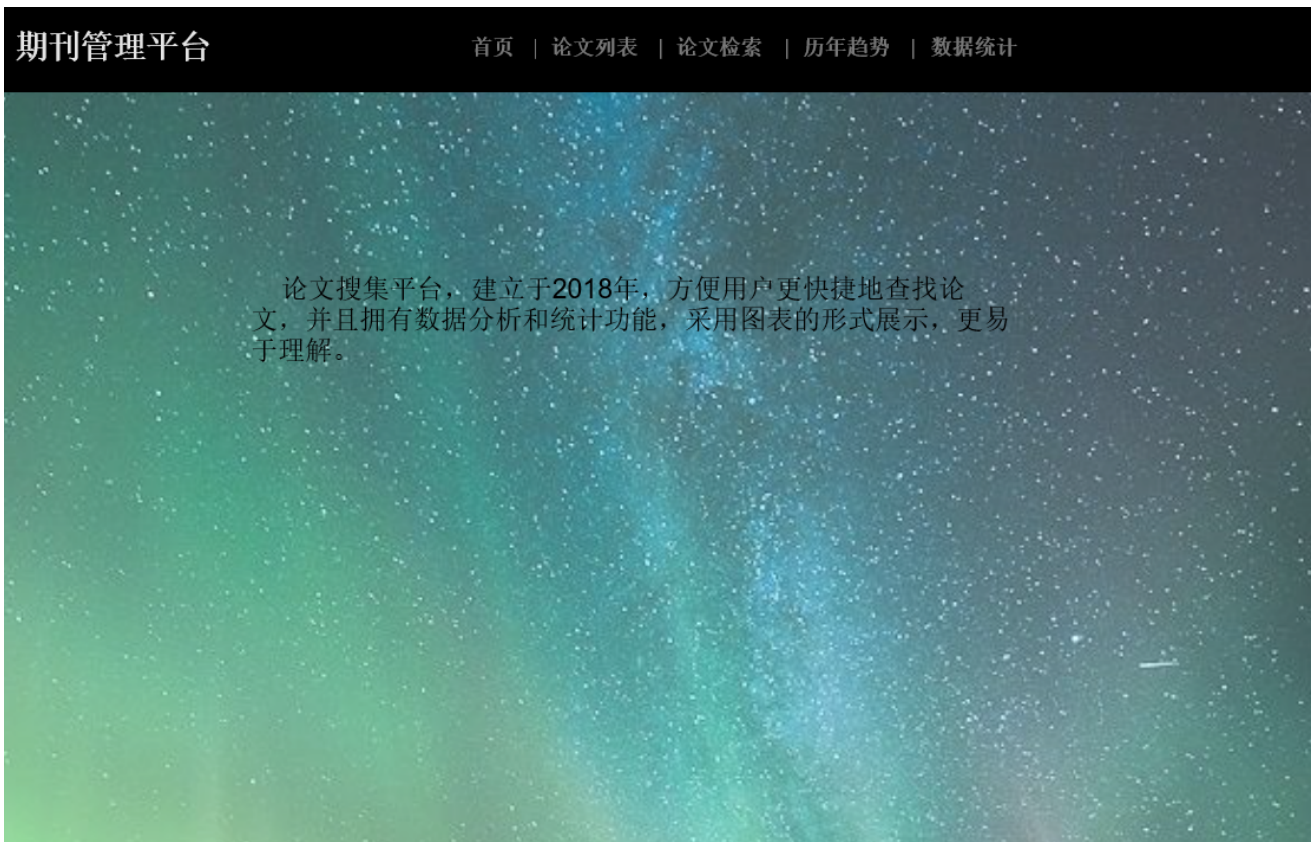 期刊管理平台
首页 | 论文列表 | 论文检索 | 历年趋势 | 数据统计
论文搜集平台，建立于2018年，方便用户更快捷地查找论
文，并且拥有数据分析和统计功能，采用图表的形式展示，更易
于理解。